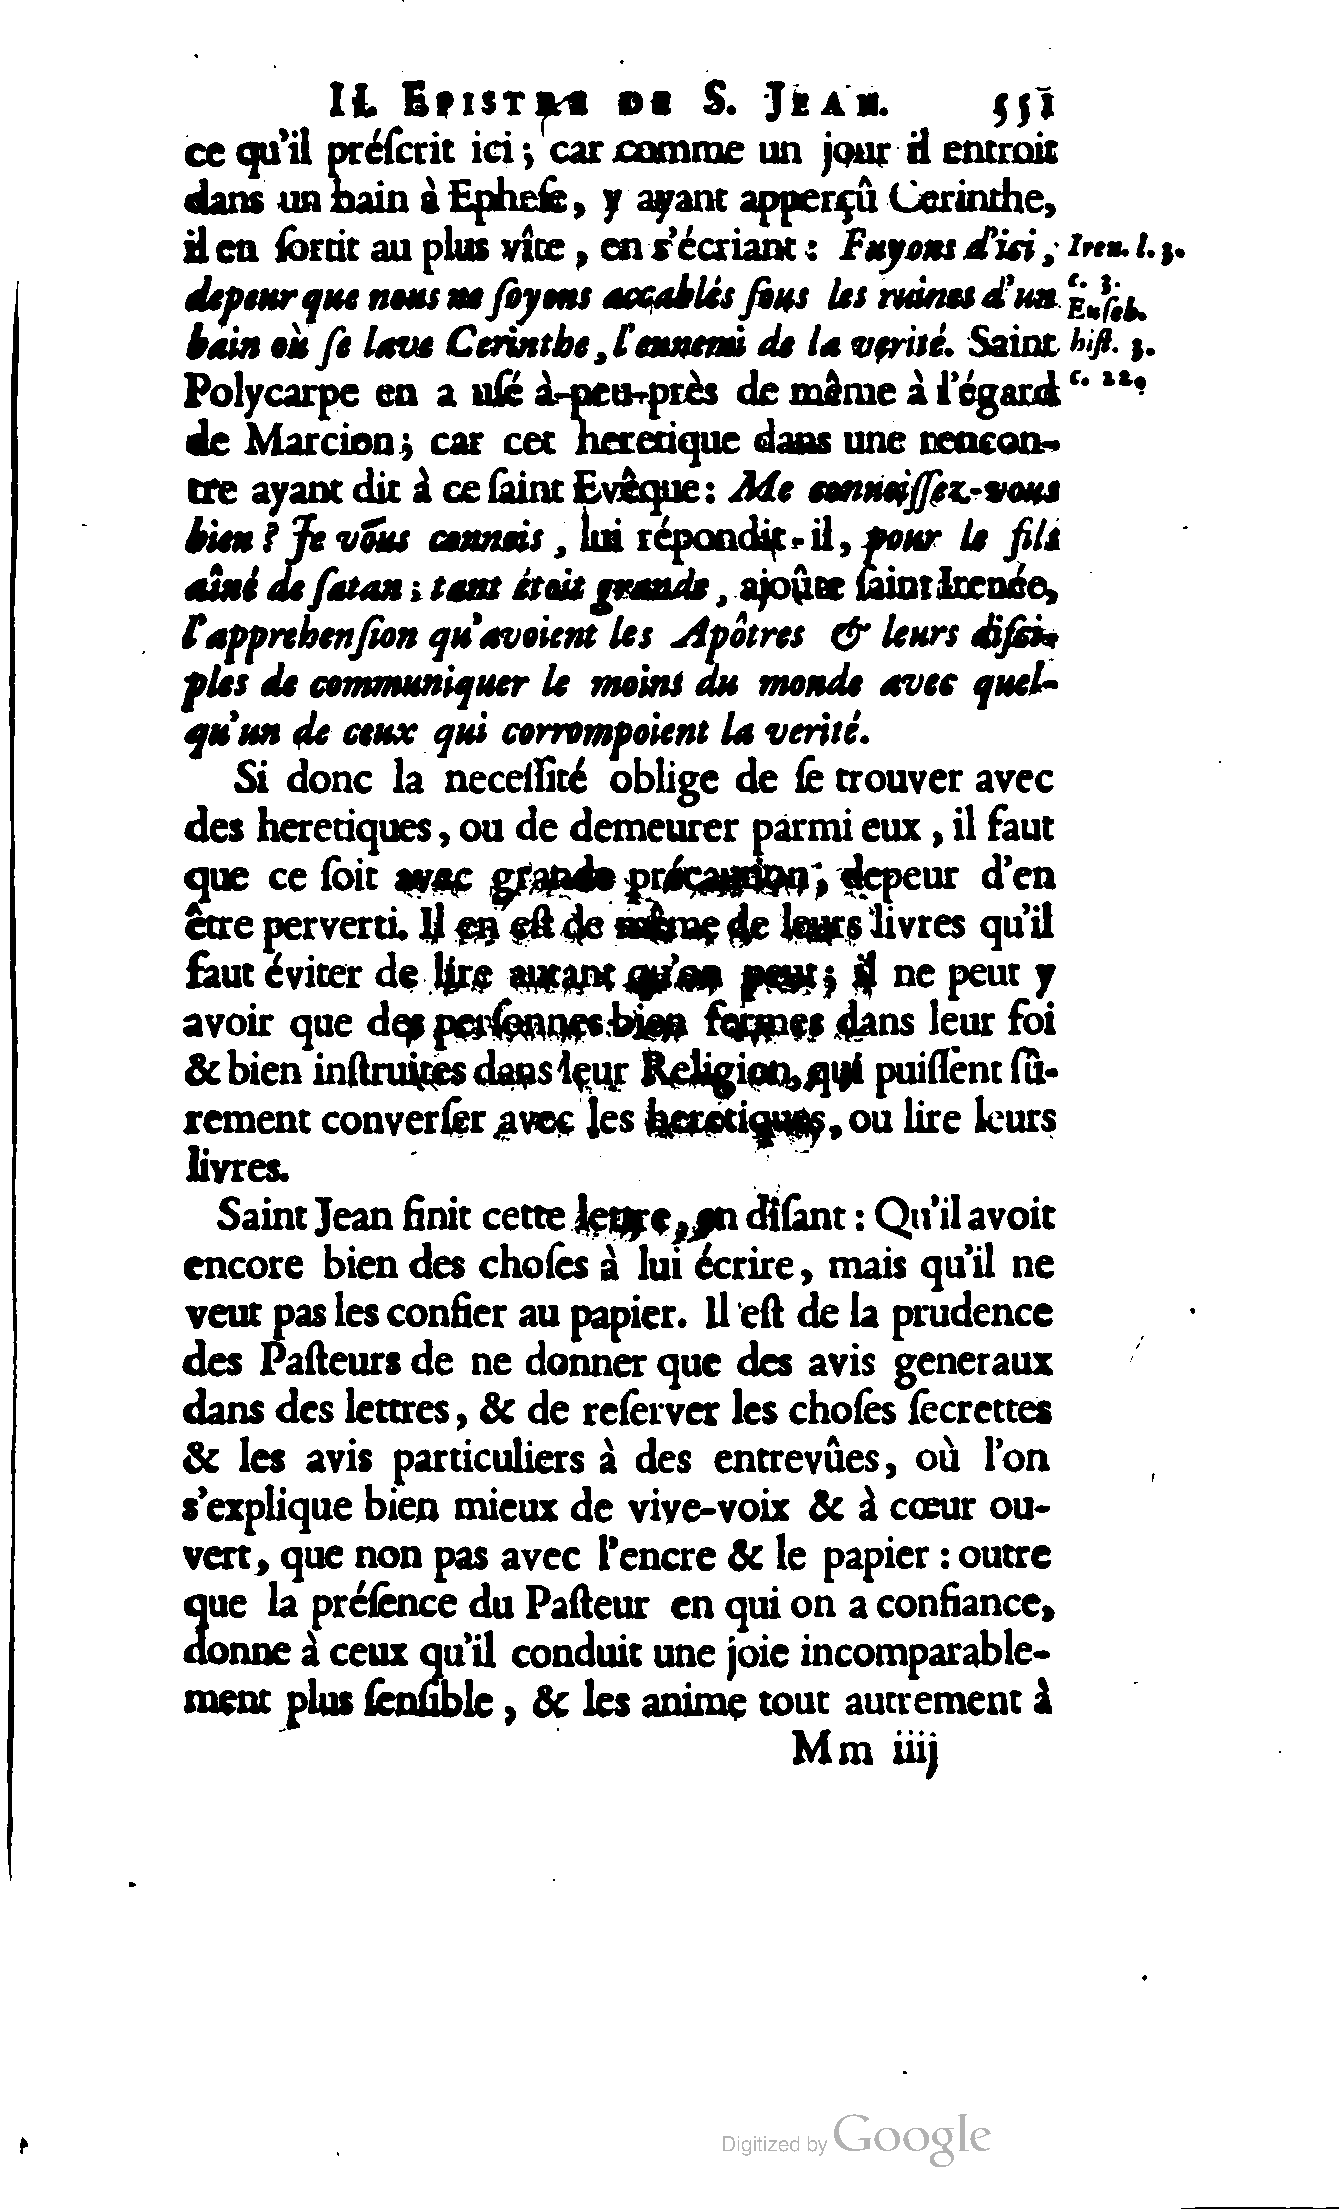 II. EPISTRE DE S. JEAN. 551
ce qu'il préſcrit ici; car comme un jour il entroit
dans un bain à Epheſe, y ayant apperçû Cerinthe,
il en ſortit au plus vîte, en s'écriant: Fuyons d'ici,
depeur que nous ne ſoyons accablés ſous les ruines d'un
bain où ſe lave Cerinthe, l'ennemi de la verité. Saint
Iren. l. 3.
c. 3.
Euſeb.
hiſt. 3.
c. 22.
Polycarpe en a uſé à-peu-près de même à l'égard
de Marcion; car cet heretique dans une rencon-
tre ayant dit à ce ſaint Evêque: Me connoiſſez-vous
bien? Je vous connois, lui répondit-il, pour le fils
aîné de ſatan; tant étoit grande, ajoûte ſaint Irenée,
l'apprehenſion qu'avoient les Apôtres & leurs diſci-
ples de communiquer le moins du monde avec quel-
qu'un de ceux qui corrompoient la verité.
Si donc la neceſſité oblige de ſe trouver avec
des heretiques, ou de demeurer parmi eux, il faut
que ce ſoit avec grande précaution, depeur d'en
être perverti. Il en eſt de même de leurs livres qu'il
faut éviter de lire autant qu'on peut; il ne peut y
avoir que des perſonnes bien fermes dans leur foi
& bien inſtruites dans leur Religion, qui puiſſent ſû-
rement converſer avec les heretiques, ou lire leurs
livres.
Saint Jean finit cette lettre, en diſant: Qu'il avoit
encore bien des choſes à lui écrire, mais qu'il ne
veut pas les confier au papier. Il eſt de la prudence
des Paſteurs de ne donner que des avis generaux
dans des lettres, & de reſerver les choſes ſecrettes
& les avis particuliers à des entrevûes, où l'on
s'explique bien mieux de vive-voix & à cœur ou-
vert, que non pas avec l'encre & le papier: outre
que la préſence du Paſteur en qui on a confiance,
donne à ceux qu'il conduit une joie incomparable-
ment plus ſenſible, & les anime tout autrement à
Mm iiij
Digitized by Google